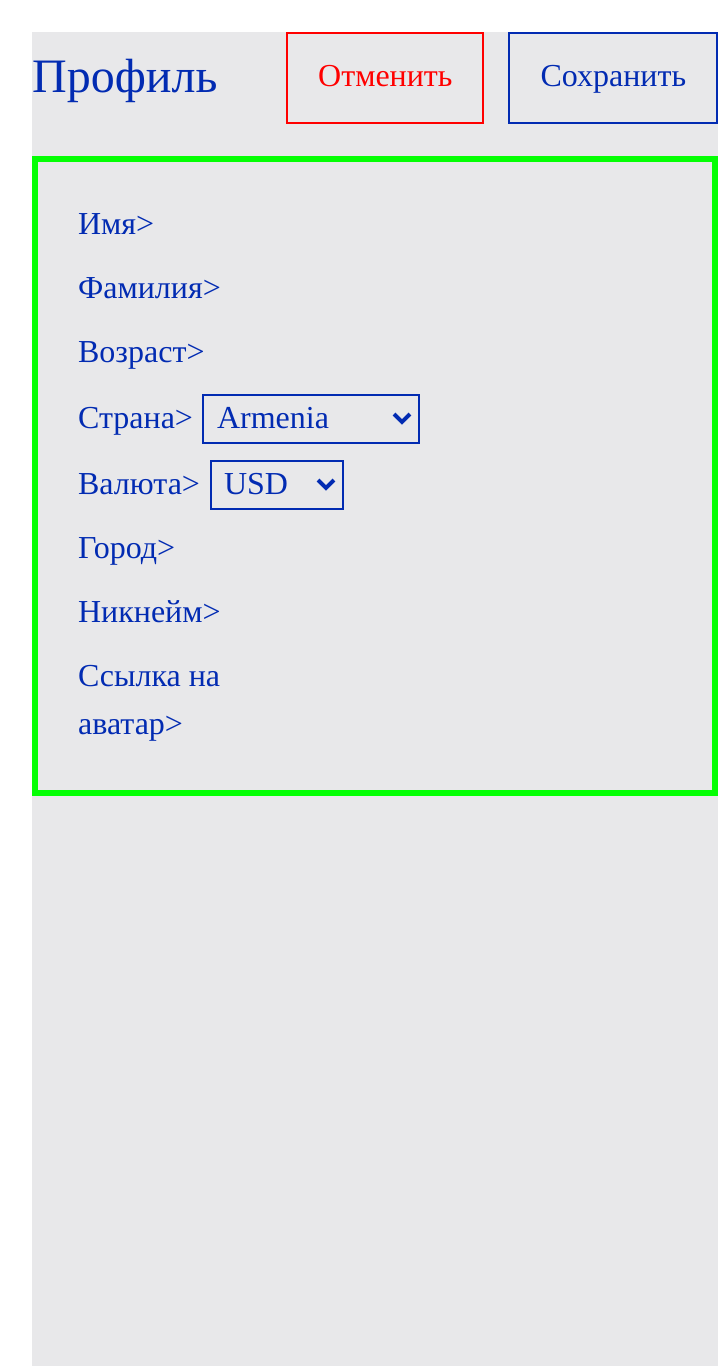 Профиль Отменить Сохранить
Имя>
Фамилия>
Возраст>
Страна> Armenia
Валюта> USD
Город>
Никнейм>
Ссылка на
аватар>